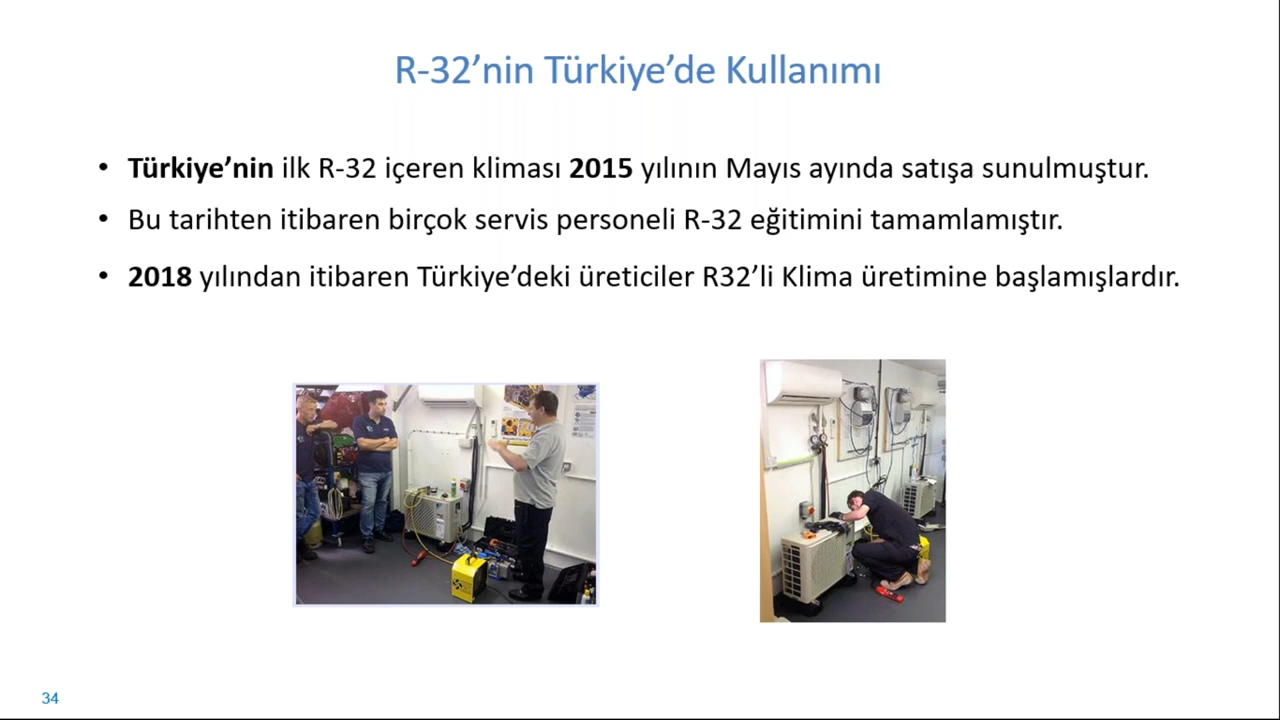 R-32’nin Türkiye’de Kullanımı
• Türkiye’nin ilk R-32 içeren kliması 2015 yılının Mayıs ayında satışa sunulmuştur.
• Bu tarihten itibaren birçok servis personeli R-32 eğitimini tamamlamıştır.
• 2018 yılından itibaren Türkiye’deki üreticiler R32’li Klima üretimine başlamışlardır.
34